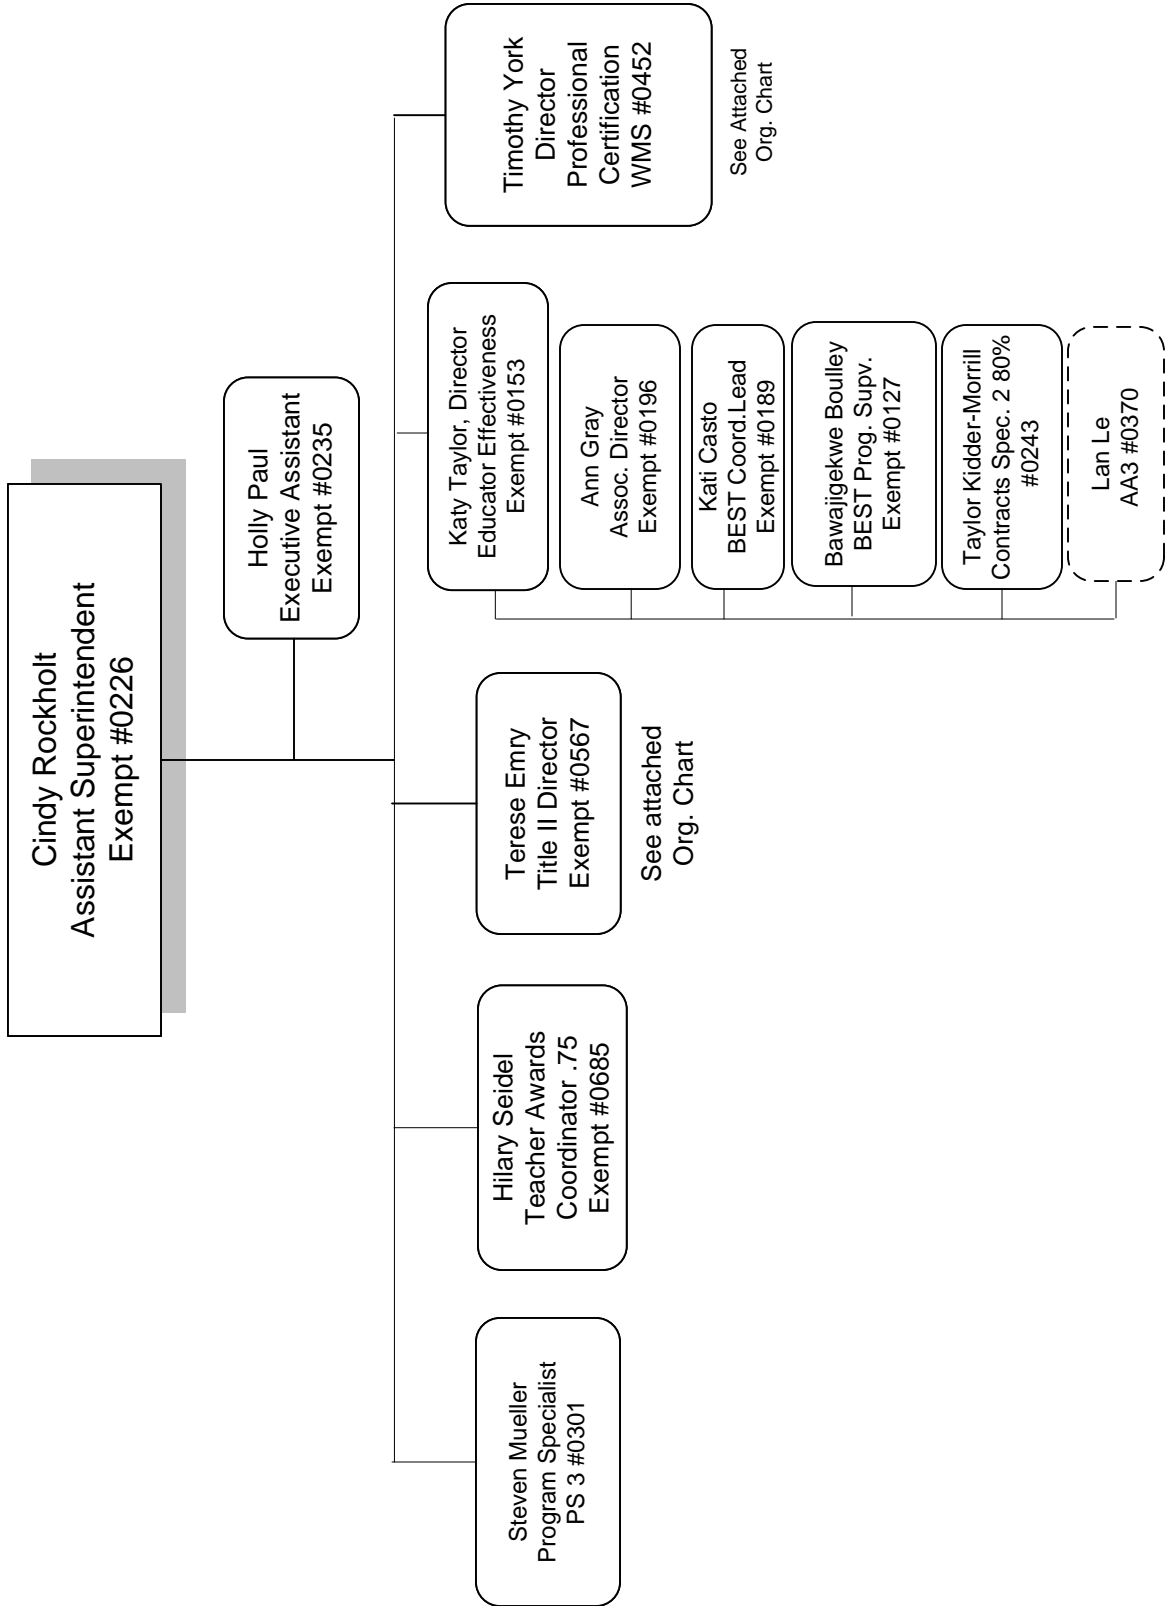 Cindy Rockholt
Assistant Superintendent
Exempt #0226
Holly Paul
Executive Assistant
Exempt #0235
Steven Mueller
Program Specialist
PS 3 #0301
Hilary Seidel
Teacher Awards
Coordinator .75
Exempt #0685
Terese Emry
Title II Director
Exempt #0567
See attached
Org. Chart
Katy Taylor, Director
Educator Effectiveness
Exempt #0153
Ann Gray
Assoc. Director
Exempt #0196
Kati Casto
BEST Coord.Lead
Exempt #0189
Bawajigekwe Boulley
BEST Prog. Supv.
Exempt #0127
Taylor Kidder-Morrill
Contracts Spec. 2 80%
#0243
Lan Le
AA3 #0370
Timothy York
Director
Professional
Certification
WMS #0452
See Attached
Org. Chart